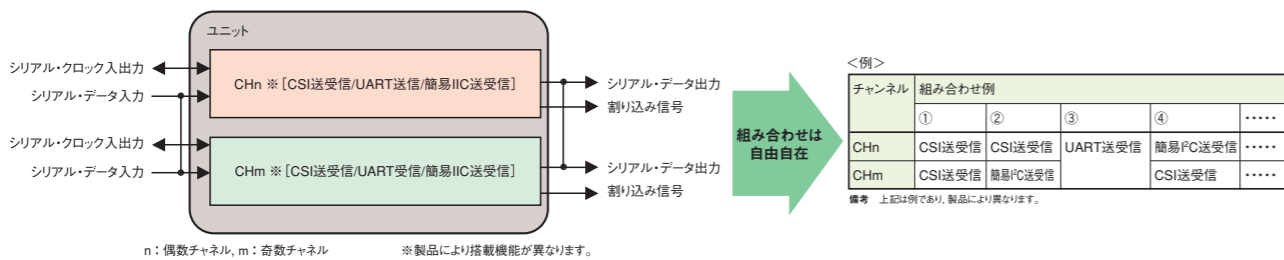 ユニット
シリアル・クロック入出力
シリアル・データ入力
CHn ※［CSI送受信/UART送信/簡易IIC送受信］
シリアル・データ出力
割り込み信号
シリアル・クロック入出力
シリアル・データ入力
CHm ※［CSI送受信/UART受信/簡易IIC送受信］
シリアル・データ出力
割り込み信号
n：偶数チャネル, m：奇数チャネル
※製品により搭載機能が異なります。
組み合わせは
自由自在
＜例＞
チャンネル 組み合わせ例
① ② ③ ④ ・・・・・
CHn CSI送受信 CSI送受信 UART送受信 簡易I²C送受信 ・・・・・
CHm CSI送受信 簡易I²C送受信 CSI送受信 ・・・・・
備考 上記は例であり, 製品により異なります。